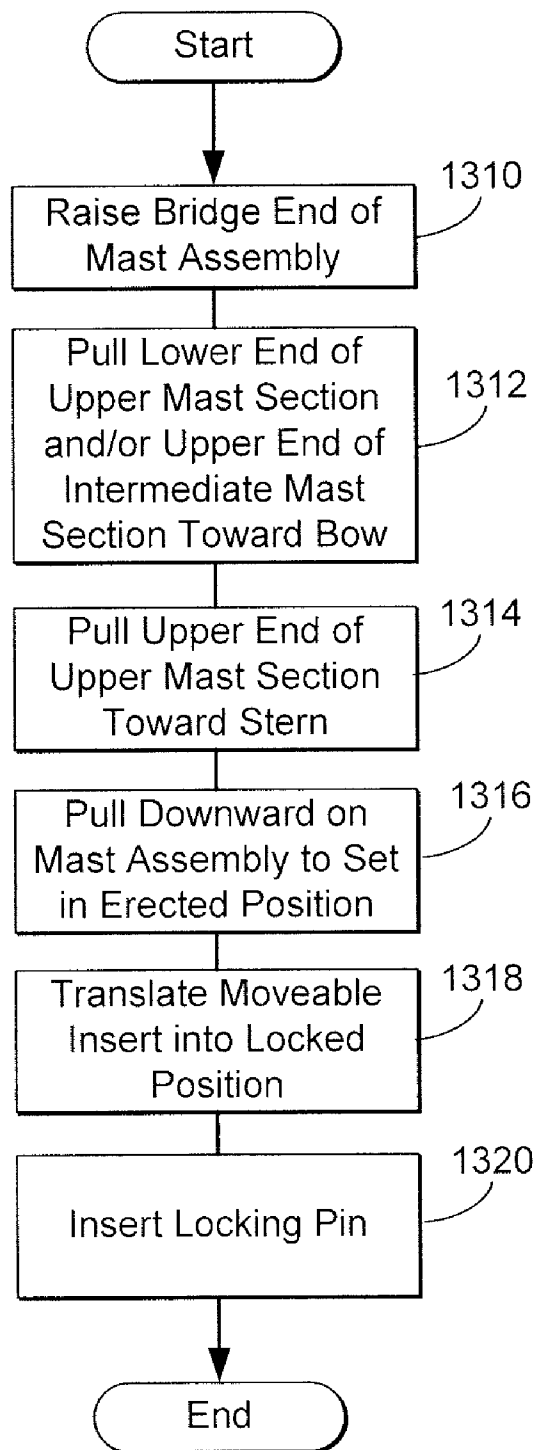 Start
1310
Raise Bridge End of
Mast Assembly
Pull Lower End of
Upper Mast Section
and/or Upper End of
Intermediate Mast
Section Toward Bow
1312
Pull Upper End of
Upper Mast Section
Toward Stern
1314
Pull Downward on
Mast Assembly to Set
in Erected Position
1316
Translate Moveable
Insert into Locked
Position
1318
Insert Locking Pin
1320
End